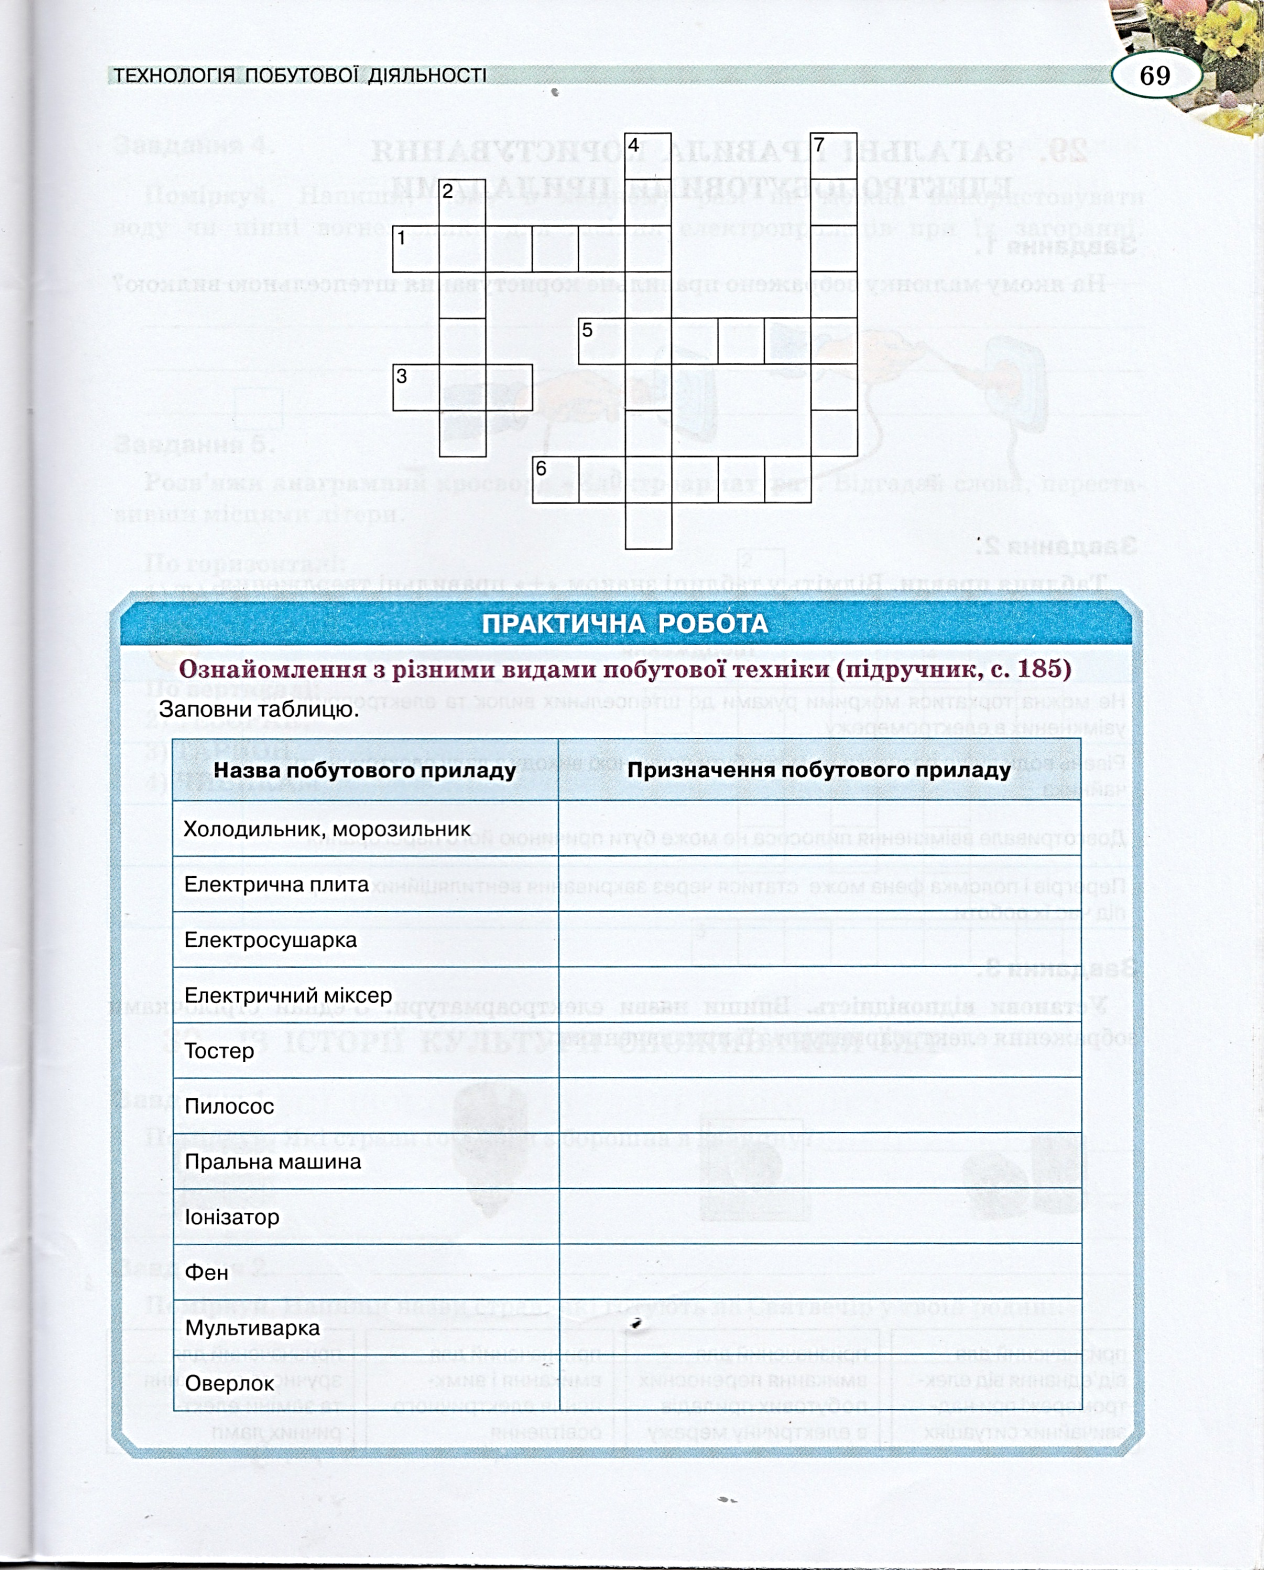 ТЕХНОЛОГІЯ ПОБУТОВОЇ ДІЯЛЬНОСТІ
69
4
7
2
1
5
3
6
ПРАКТИЧНА РОБОТА
Ознайомлення з різними видами побутової техніки (підручник, с. 185)
Заповни таблицю.
Назва побутового приладу
Призначення побутового приладу
Холодильник, морозильник
Електрична плита
Електросушарка
Електричний міксер
Тостер
Пилосос
Пральна машина
Іонізатор
Фен
Мультиварка
Оверлок